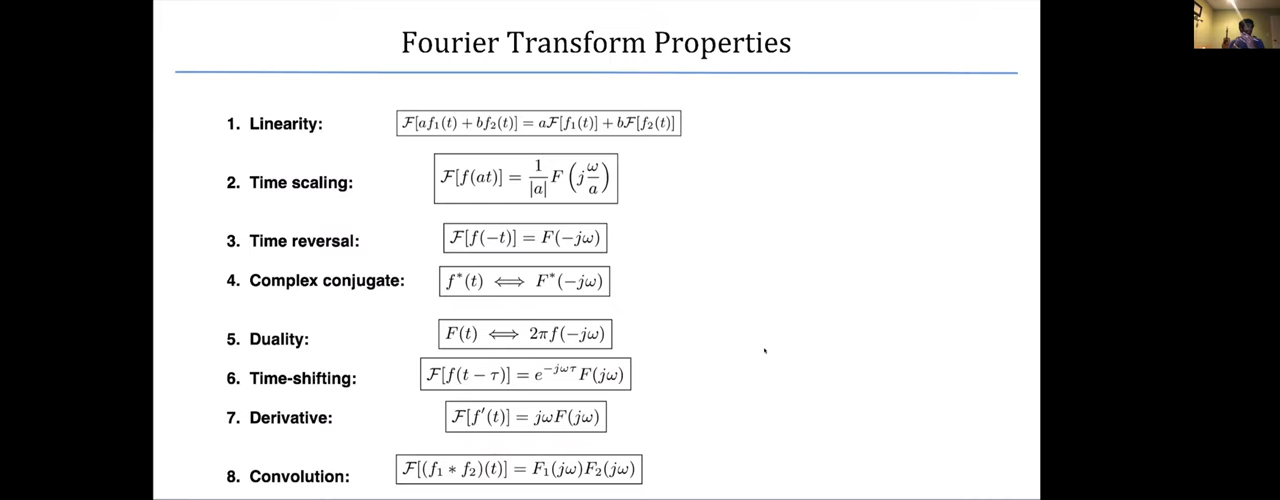 Fourier Transform Properties
1. Linearity: ℱ[af₁(t) + bf₂(t)] = aℱ[f₁(t)] + bℱ[f₂(t)]
2. Time scaling: ℱ[f(at)] = \frac{1}{|a|} F(j\frac{ω}{a})
3. Time reversal: ℱ[f(−t)] = F(−jω)
4. Complex conjugate: f*(t) ⟺ F*(−jω)
5. Duality: F(t) ⟺ 2πf(−jω)
6. Time-shifting: ℱ[f(t − τ)] = e^{−jωτ}F(jω)
7. Derivative: ℱ[f′(t)] = jωF(jω)
8. Convolution: ℱ[(f₁ * f₂)(t)] = F₁(jω)F₂(jω)